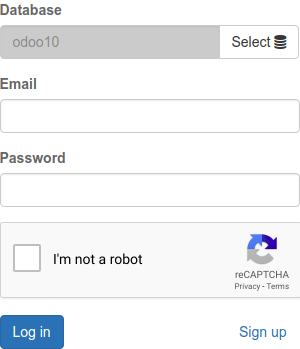 Database
odoo10 Select
Email
Password
I'm not a robot
reCAPTCHA
Privacy - Terms
Log in Sign up